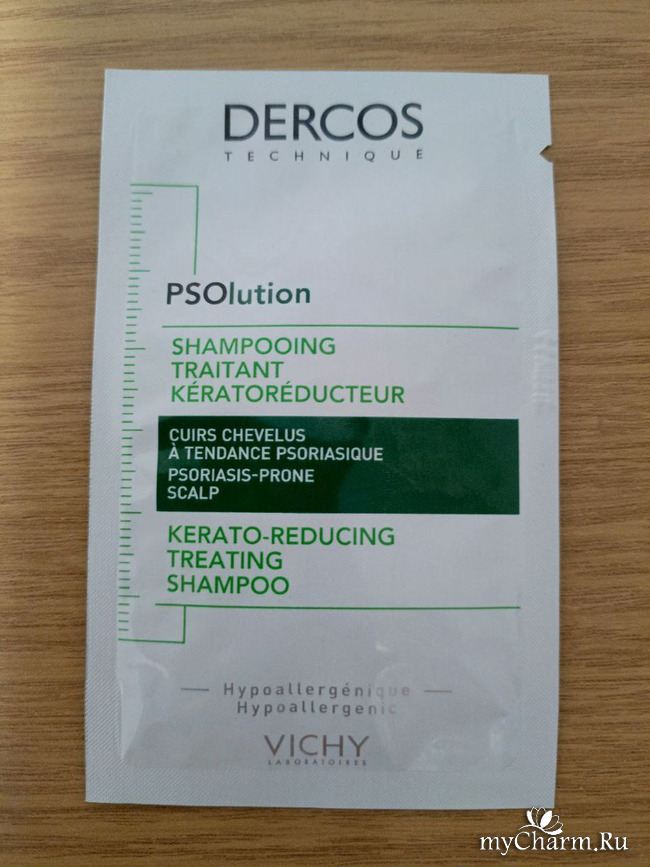 DERCOS
TECHNIQUE
PSOlution
SHAMPOOING
TRAITANT
KÉRATORÉDUCTEUR
CUIRS CHEVELUS
À TENDANCE PSORIASIQUE
PSORIASIS-PRONE
SCALP
KERATO-REDUCING
TREATING
SHAMPOO
Hypoallergénique
Hypoallergenic
VICHY
LABORATOIRES
myCharm.Ru